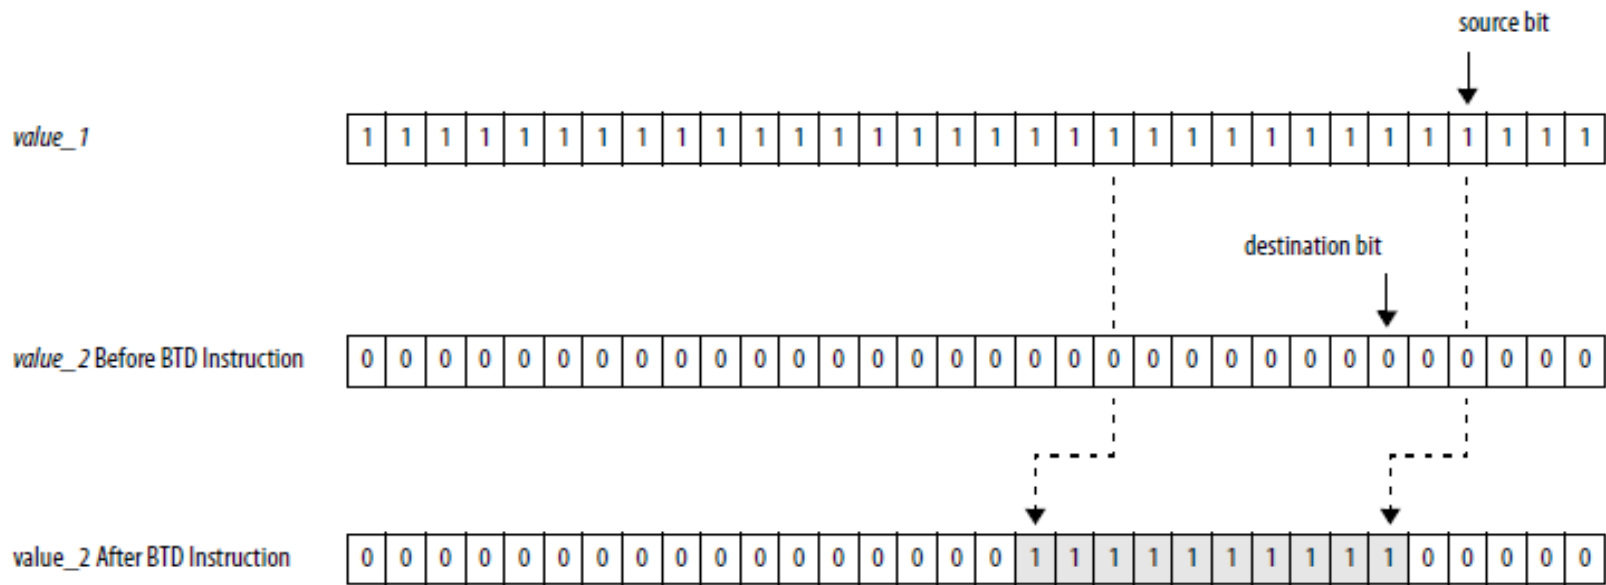 source bit
value_1 1 1 1 1 1 1 1 1 1 1 1 1 1 1 1 1 1 1 1 1 1 1 1 1 1 1 1 1 1 1 1 1
destination bit
value_2 Before BTD Instruction 0 0 0 0 0 0 0 0 0 0 0 0 0 0 0 0 0 0 0 0 0 0 0 0 0 0 0 0 0 0 0 0
value_2 After BTD Instruction 0 0 0 0 0 0 0 0 0 0 0 0 0 0 0 0 0 1 1 1 1 1 1 1 1 1 1 0 0 0 0 0